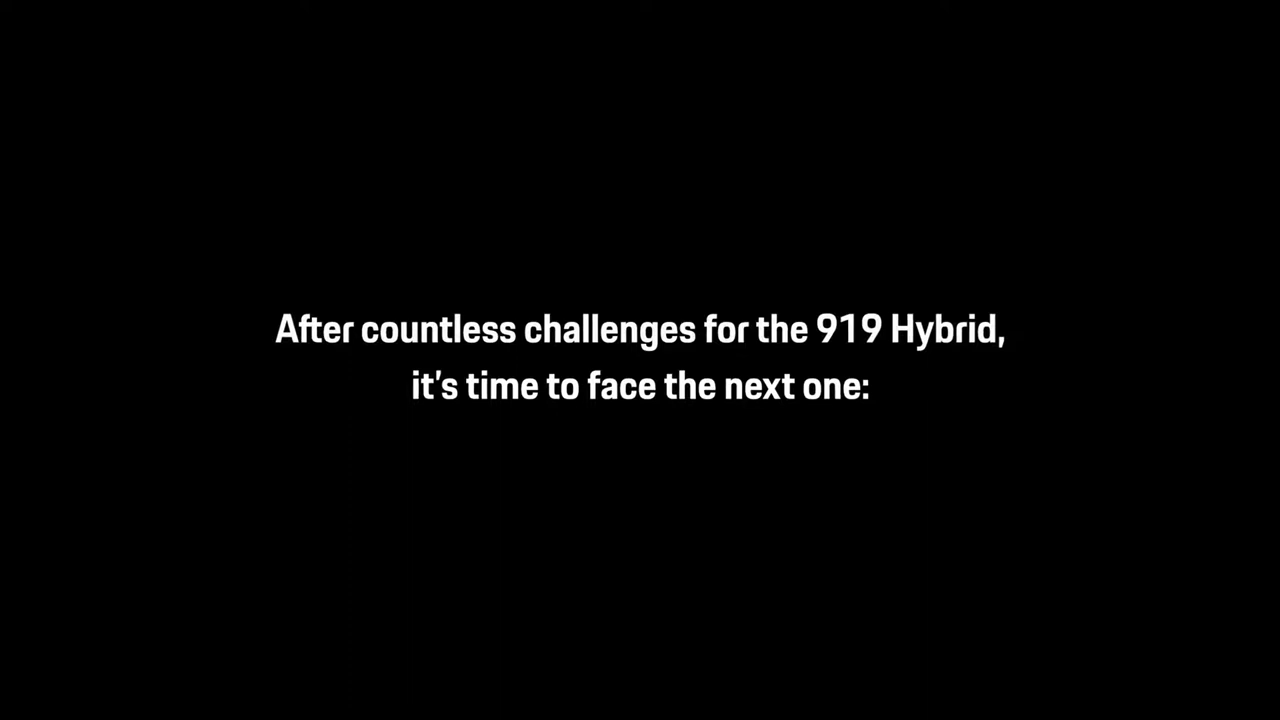 After countless challenges for the 919 Hybrid,
it's time to face the next one: